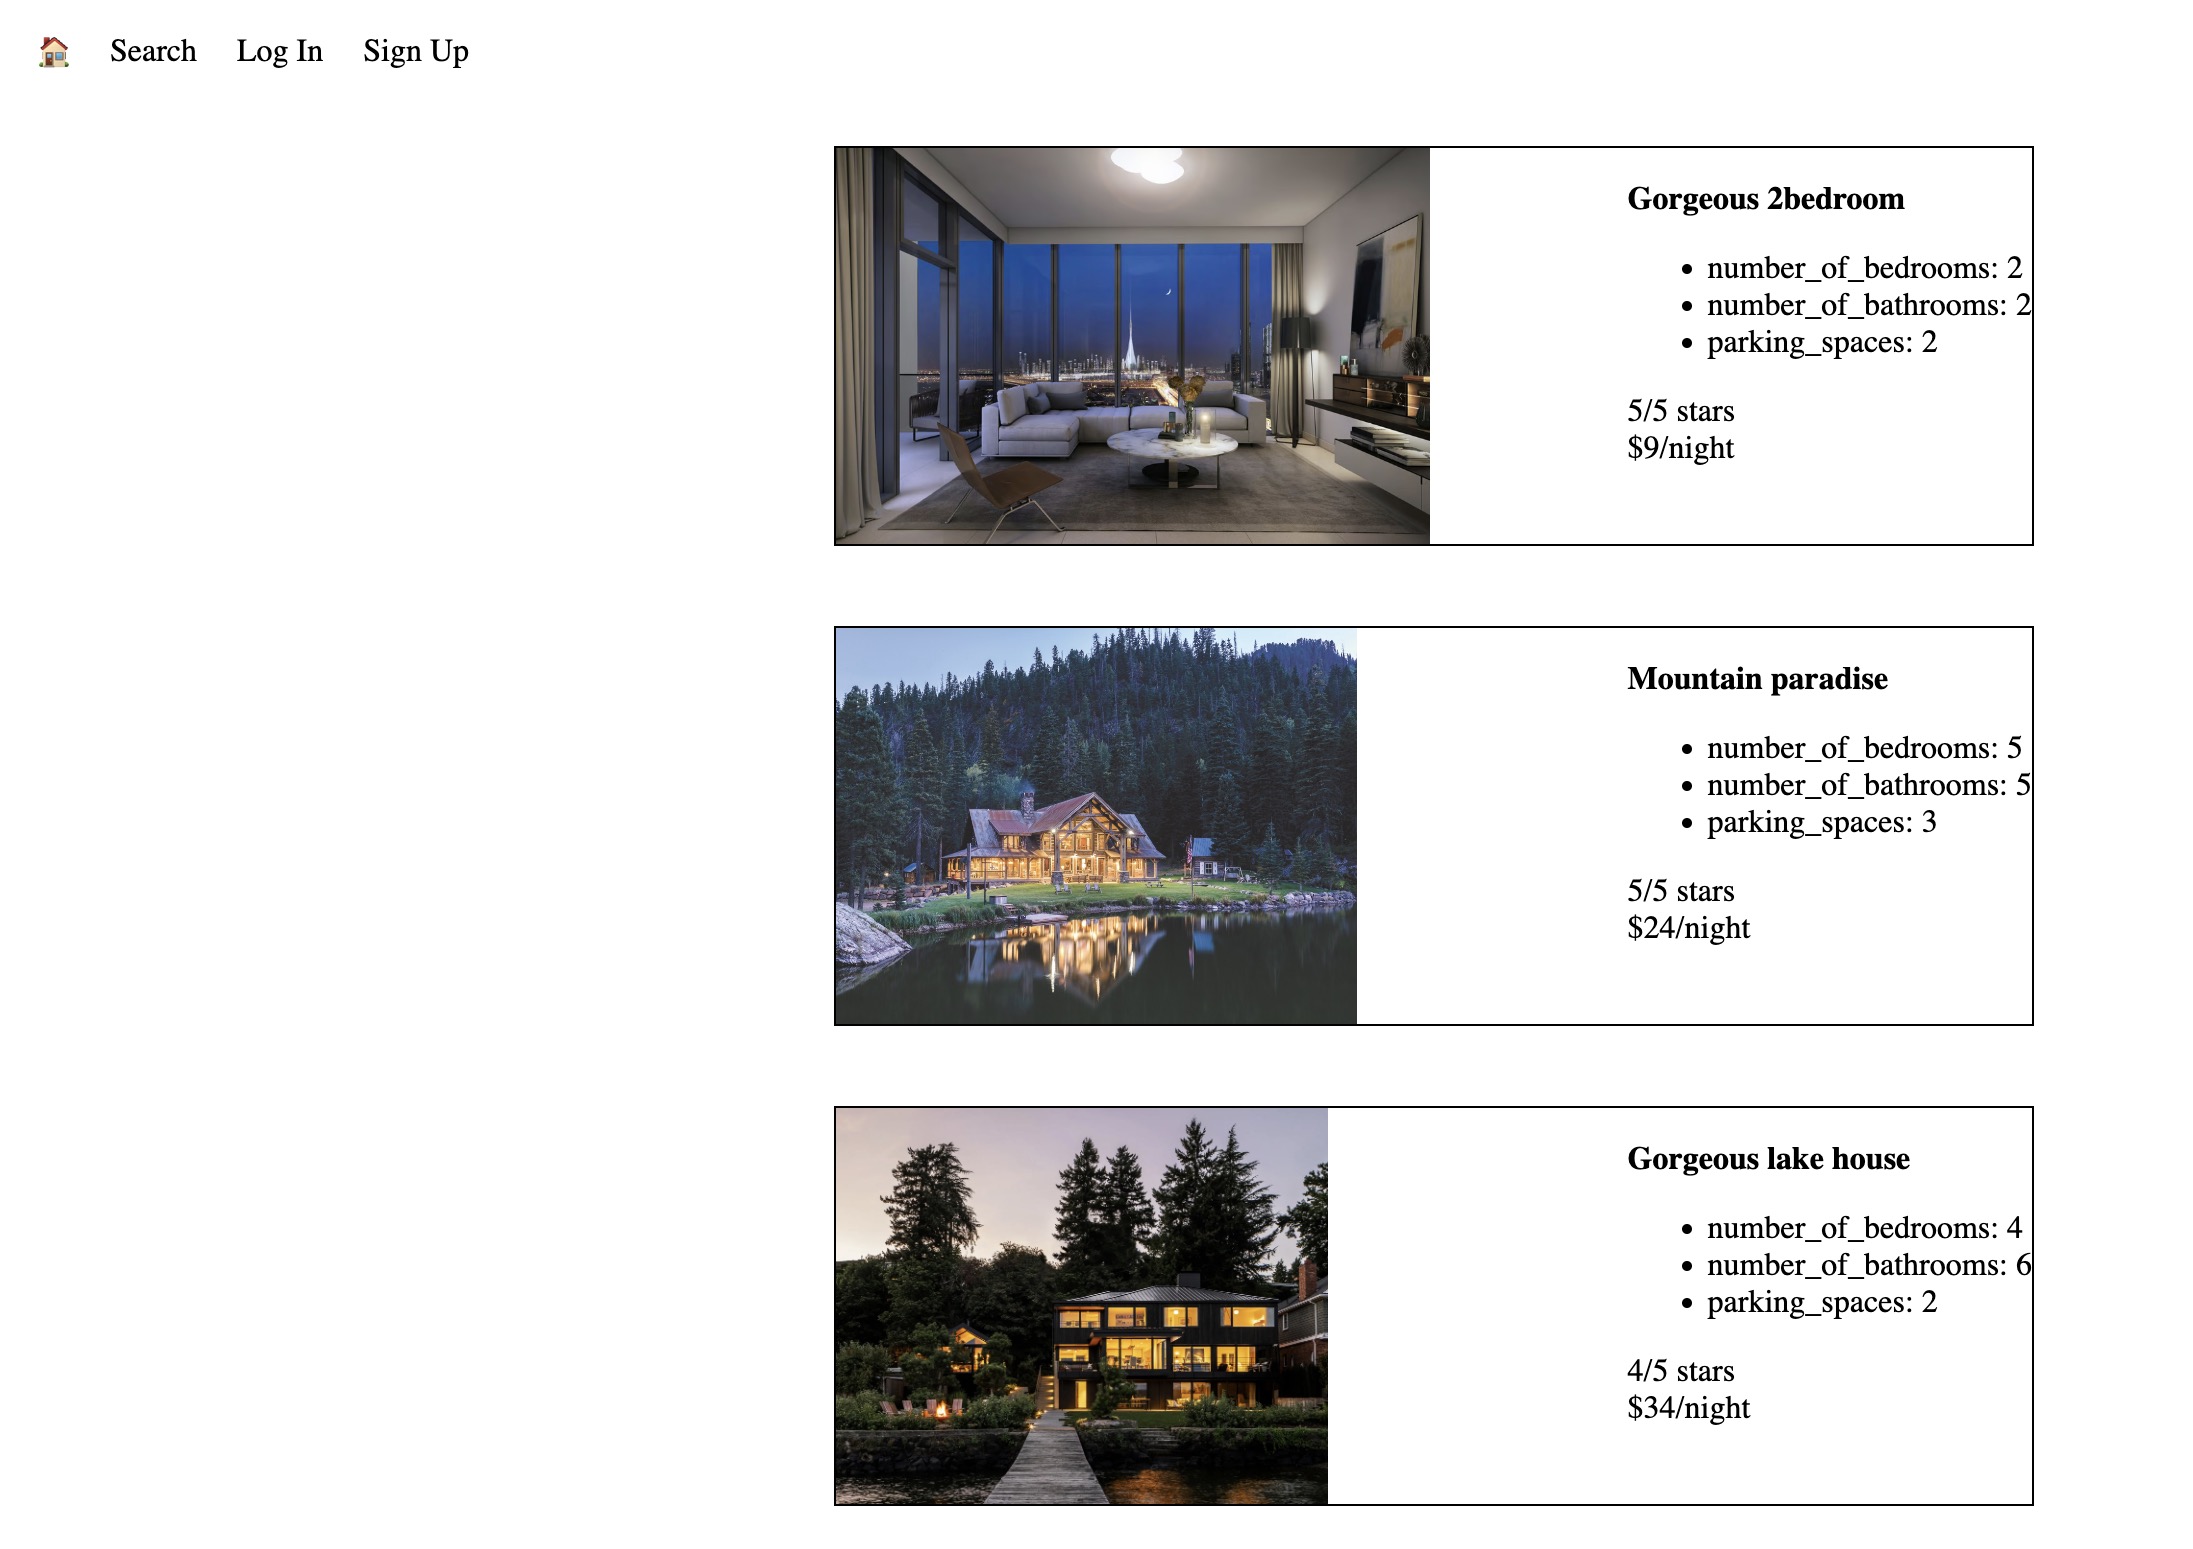 Search Log In Sign Up
Gorgeous 2bedroom
number_of_bedrooms: 2
number_of_bathrooms: 2
parking_spaces: 2
5/5 stars
$9/night
Mountain paradise
number_of_bedrooms: 5
number_of_bathrooms: 5
parking_spaces: 3
5/5 stars
$24/night
Gorgeous lake house
number_of_bedrooms: 4
number_of_bathrooms: 6
parking_spaces: 2
4/5 stars
$34/night